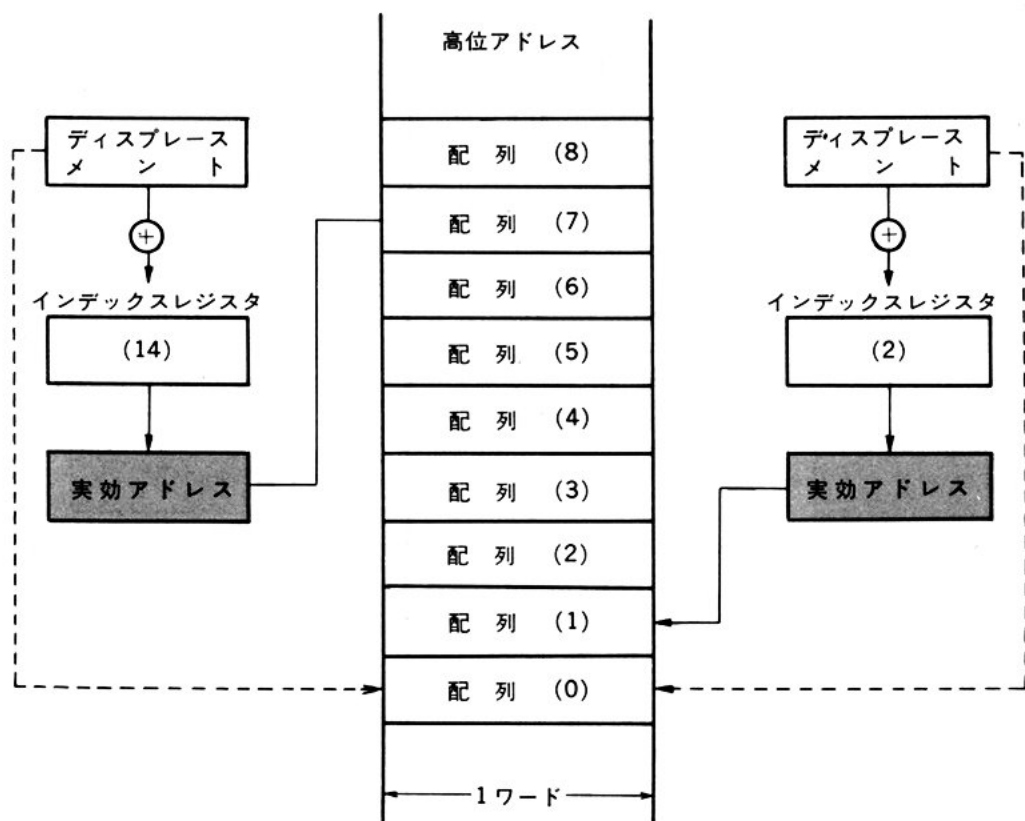 高位アドレス
ディスプレース
メント
インデックスレジスタ
(14)
実効アドレス
配列 (8)
配列 (7)
配列 (6)
配列 (5)
配列 (4)
配列 (3)
配列 (2)
配列 (1)
配列 (0)
1ワード
ディスプレース
メント
インデックスレジスタ
(2)
実効アドレス